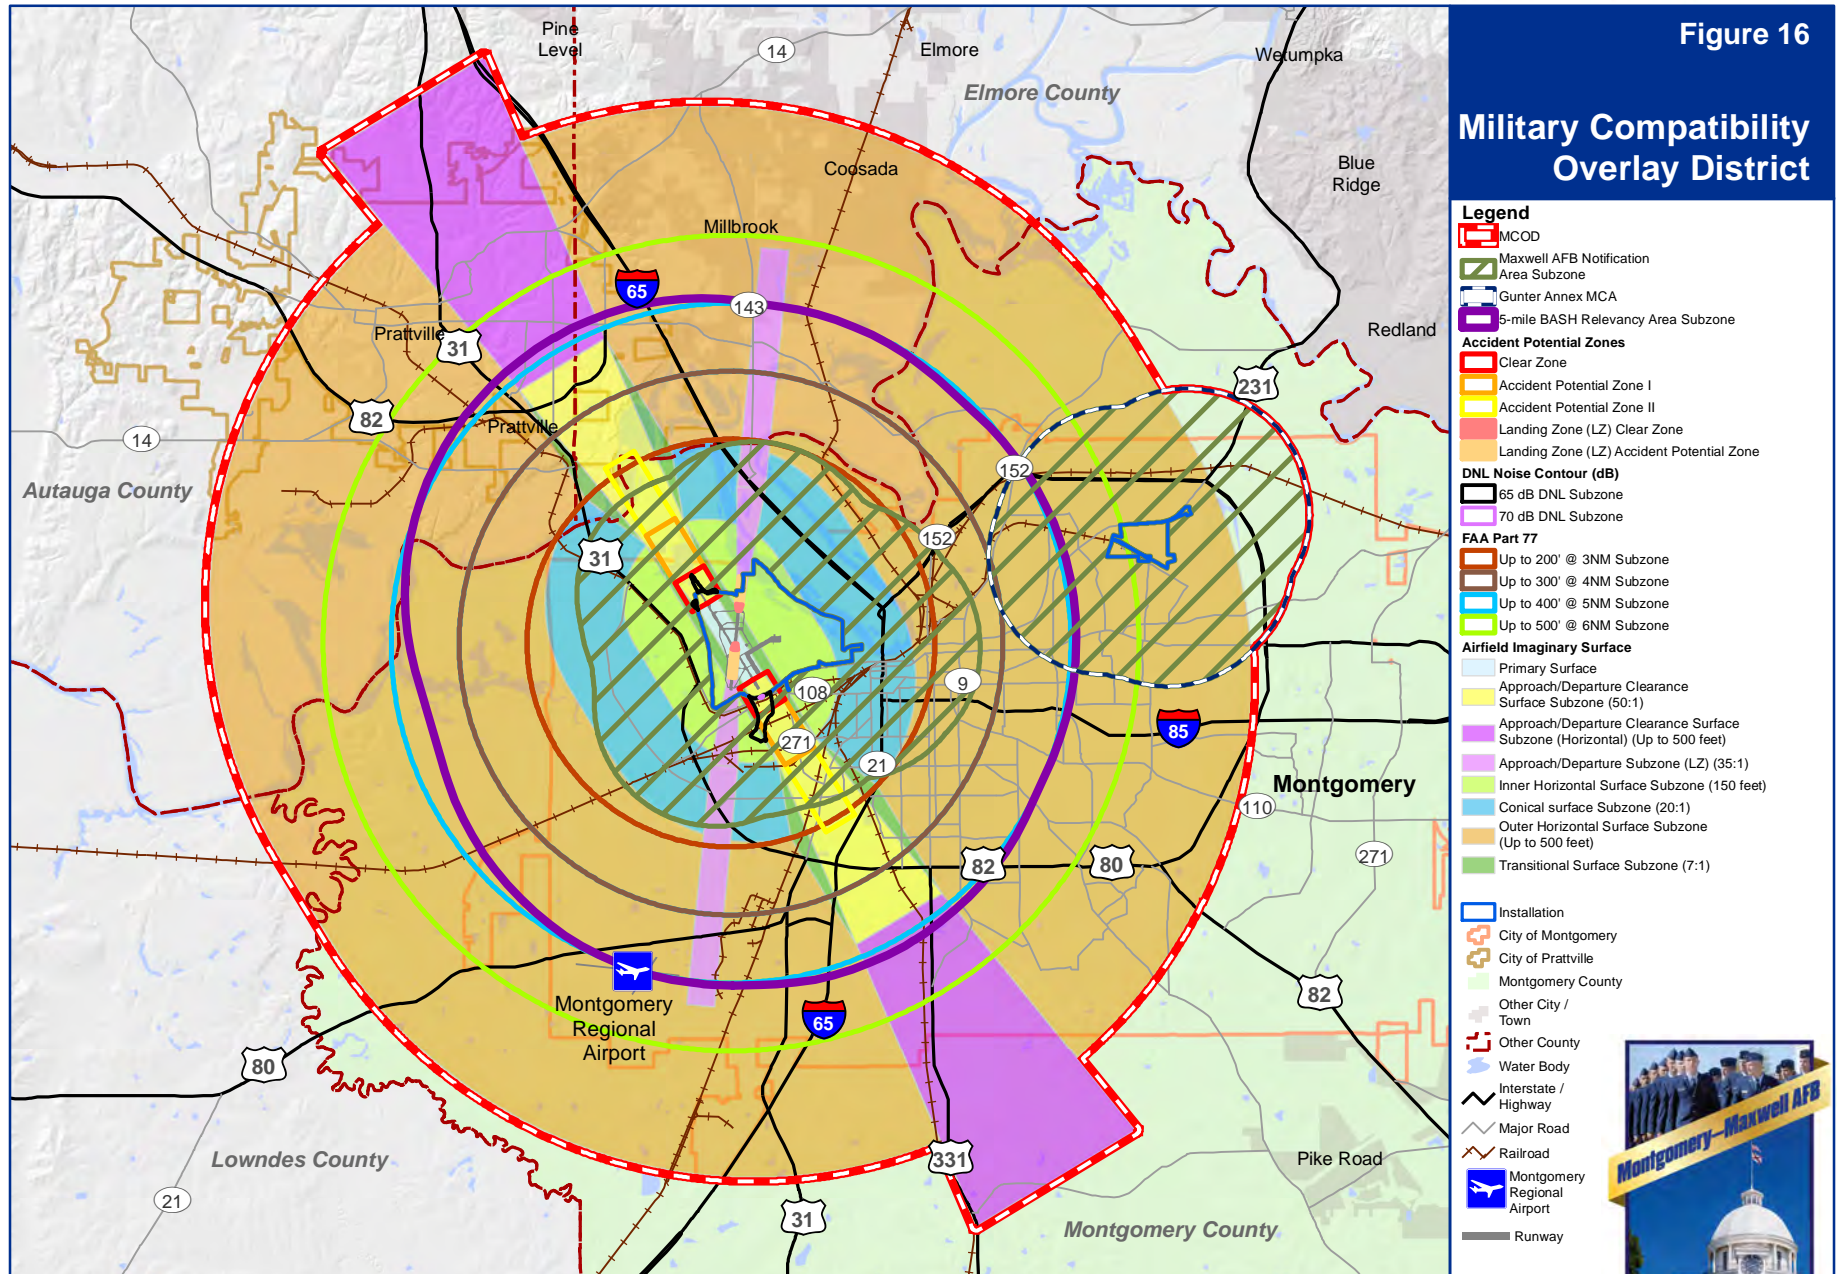 Figure 16
Military Compatibility
Overlay District
Legend
MCOD
Maxwell AFB Notification
Area Subzone
Gunter Annex MCA
5-mile BASH Relevancy Area Subzone
Accident Potential Zones
Clear Zone
Accident Potential Zone I
Accident Potential Zone II
Landing Zone (LZ) Clear Zone
Landing Zone (LZ) Accident Potential Zone
DNL Noise Contour (dB)
65 dB DNL Subzone
70 dB DNL Subzone
FAA Part 77
Up to 200' @ 3NM Subzone
Up to 300' @ 4NM Subzone
Up to 400' @ 5NM Subzone
Up to 500' @ 6NM Subzone
Airfield Imaginary Surface
Primary Surface
Approach/Departure Clearance
Surface Subzone (50:1)
Approach/Departure Clearance Surface
Subzone (Horizontal) (Up to 500 feet)
Approach/Departure Subzone (LZ) (35:1)
Inner Horizontal Surface Subzone (150 feet)
Conical surface Subzone (20:1)
Outer Horizontal Surface Subzone
(Up to 500 feet)
Transitional Surface Subzone (7:1)
Installation
City of Montgomery
City of Prattville
Montgomery County
Other City /
Town
Other County
Water Body
Interstate /
Highway
Major Road
Railroad
Montgomery
Regional
Airport
Runway
Montgomery–Maxwell AFB
Pine
Level
14
Elmore
Wetumpka
Elmore County
Blue
Ridge
Coosada
Millbrook
65
143
Prattville
31
Redland
231
82
Prattville
14
152
Autauga County
152
31
9
108
271
85
21
Montgomery
110
82
80
271
Montgomery
Regional
Airport
65
82
80
331
Lowndes County
Pike Road
21
31
Montgomery County